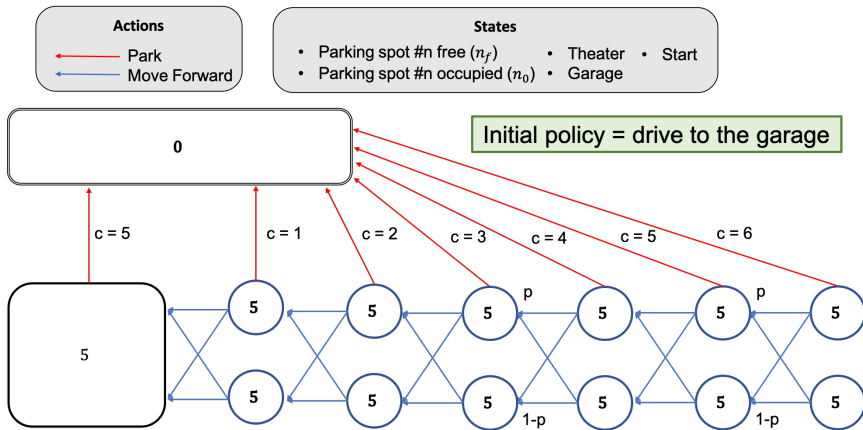 Actions
Park
Move Forward
States
• Parking spot #n free (n_f)
• Parking spot #n occupied (n_0)
• Theater
• Garage
• Start
0
Initial policy = drive to the garage
c = 5
c = 1
c = 2
c = 3
c = 4
c = 5
c = 6
p
p
5
5
5
5
5
5
5
5
5
5
5
5
5
1-p
1-p